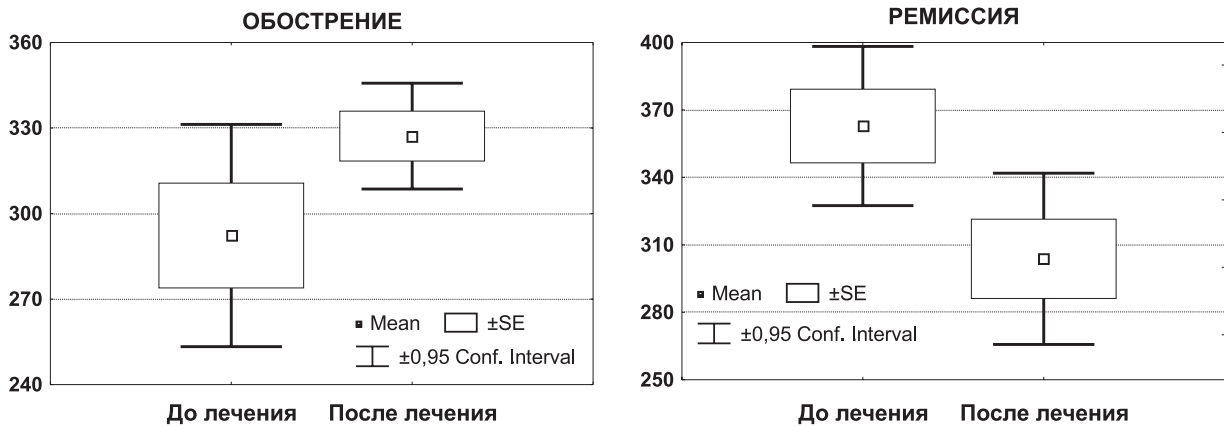 ОБОСТРЕНИЕ
360
330
300
270
240
Mean ±SE
±0,95 Conf. Interval
До лечения После лечения
РЕМИССИЯ
400
370
340
310
280
250
Mean ±SE
±0,95 Conf. Interval
До лечения После лечения